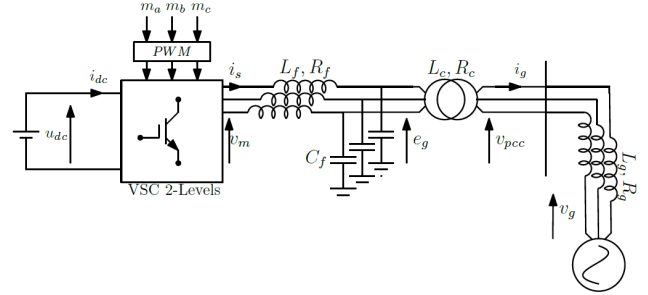 m_a m_b m_c
PWM
i_dc
i_s
L_f, R_f
L_c, R_c
i_g
u_dc
v_m
C_f
e_g
v_pcc
L_g, R_g
v_g
VSC 2-Levels